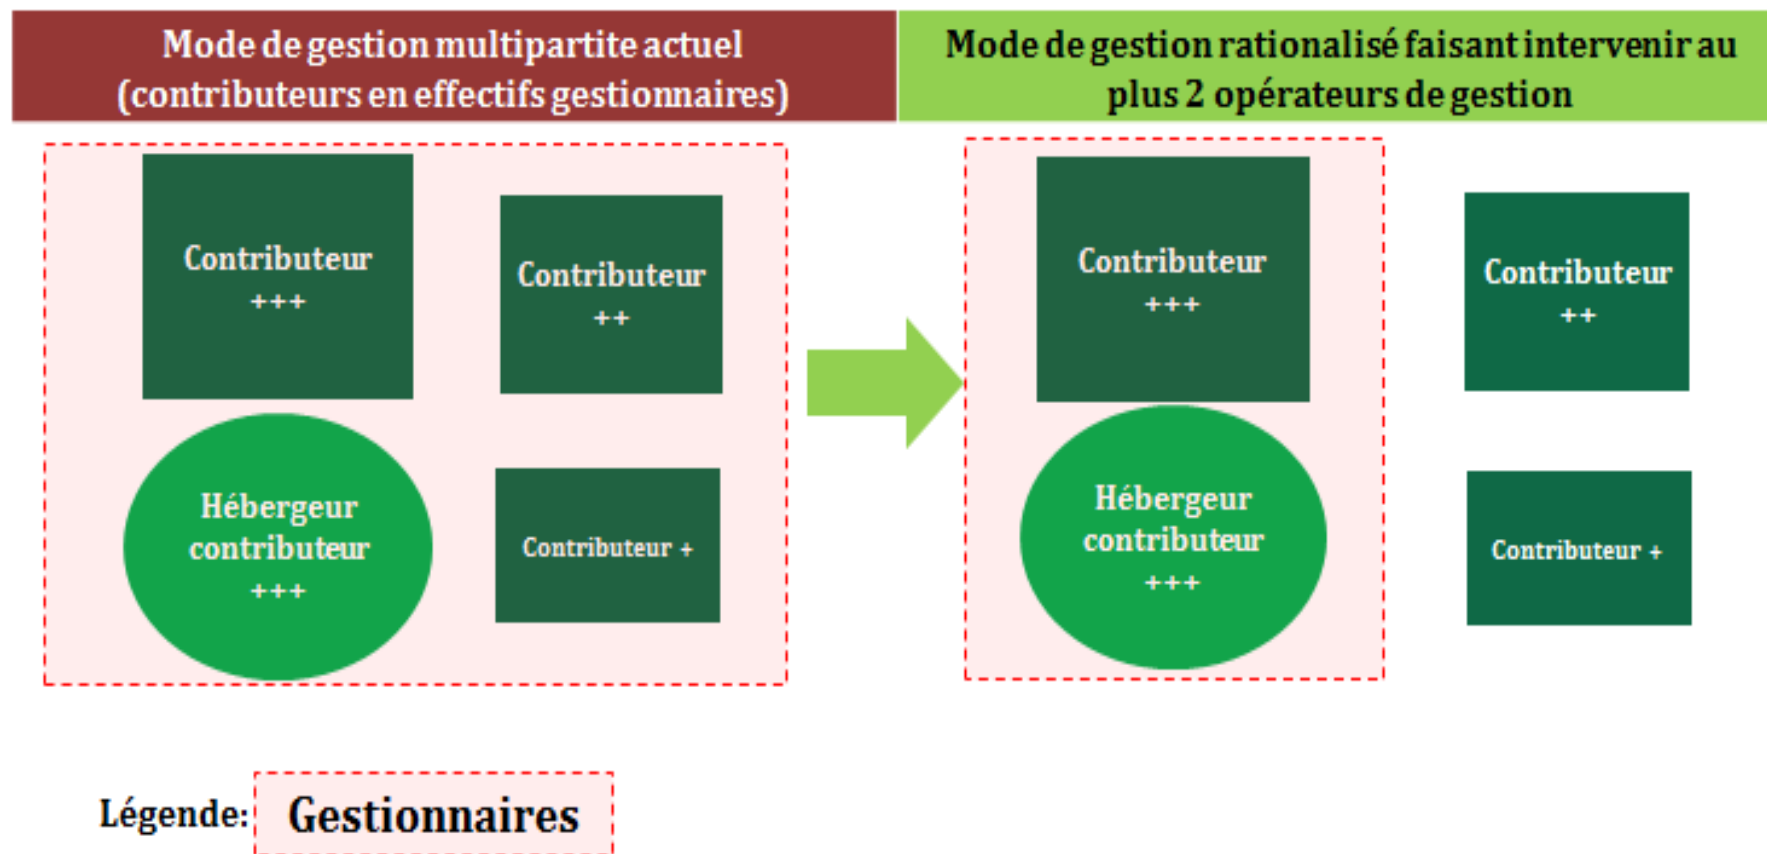 Mode de gestion multipartite actuel
(contributeurs en effectifs gestionnaires)
Mode de gestion rationalisé faisant intervenir au
plus 2 opérateurs de gestion
Contributeur
+++
Contributeur
++
Hébergeur
contributeur
+++
Contributeur +
Contributeur
+++
Contributeur
++
Hébergeur
contributeur
+++
Contributeur +
Légende: Gestionnaires